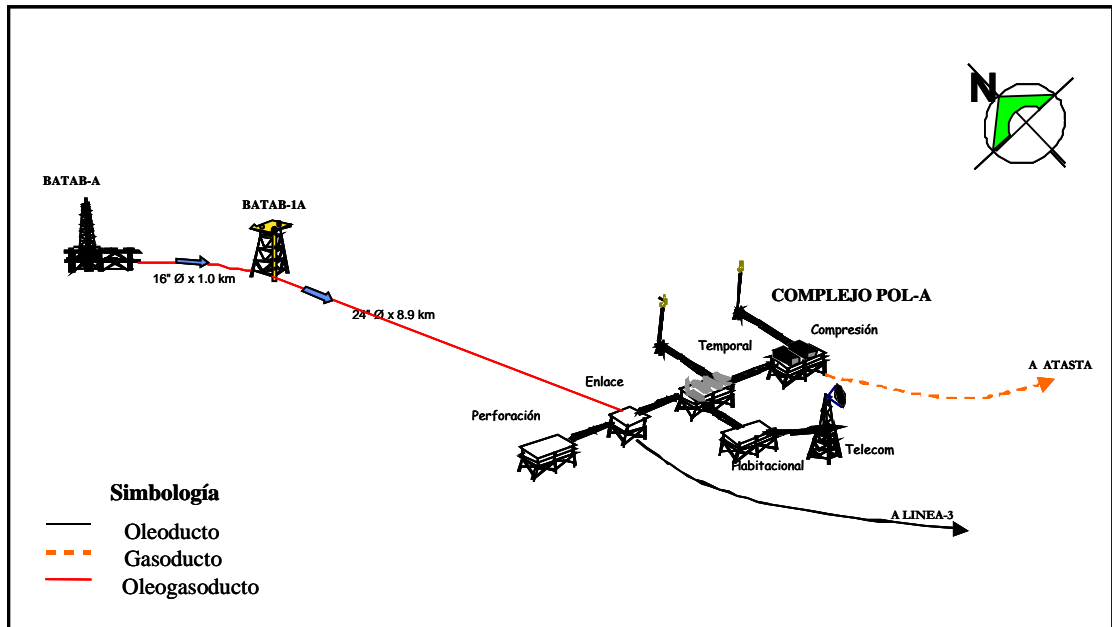 N
BATAB-A
BATAB-1A
16" Ø x 1.0 km
24" Ø x 8.9 km
COMPLEJO POL-A
Compresión
Temporal
A ATASTA
Enlace
Perforación
Habitacional
Telecom
A LINEA-3
Simbología
Oleoducto
Gasoducto
Oleogasoducto